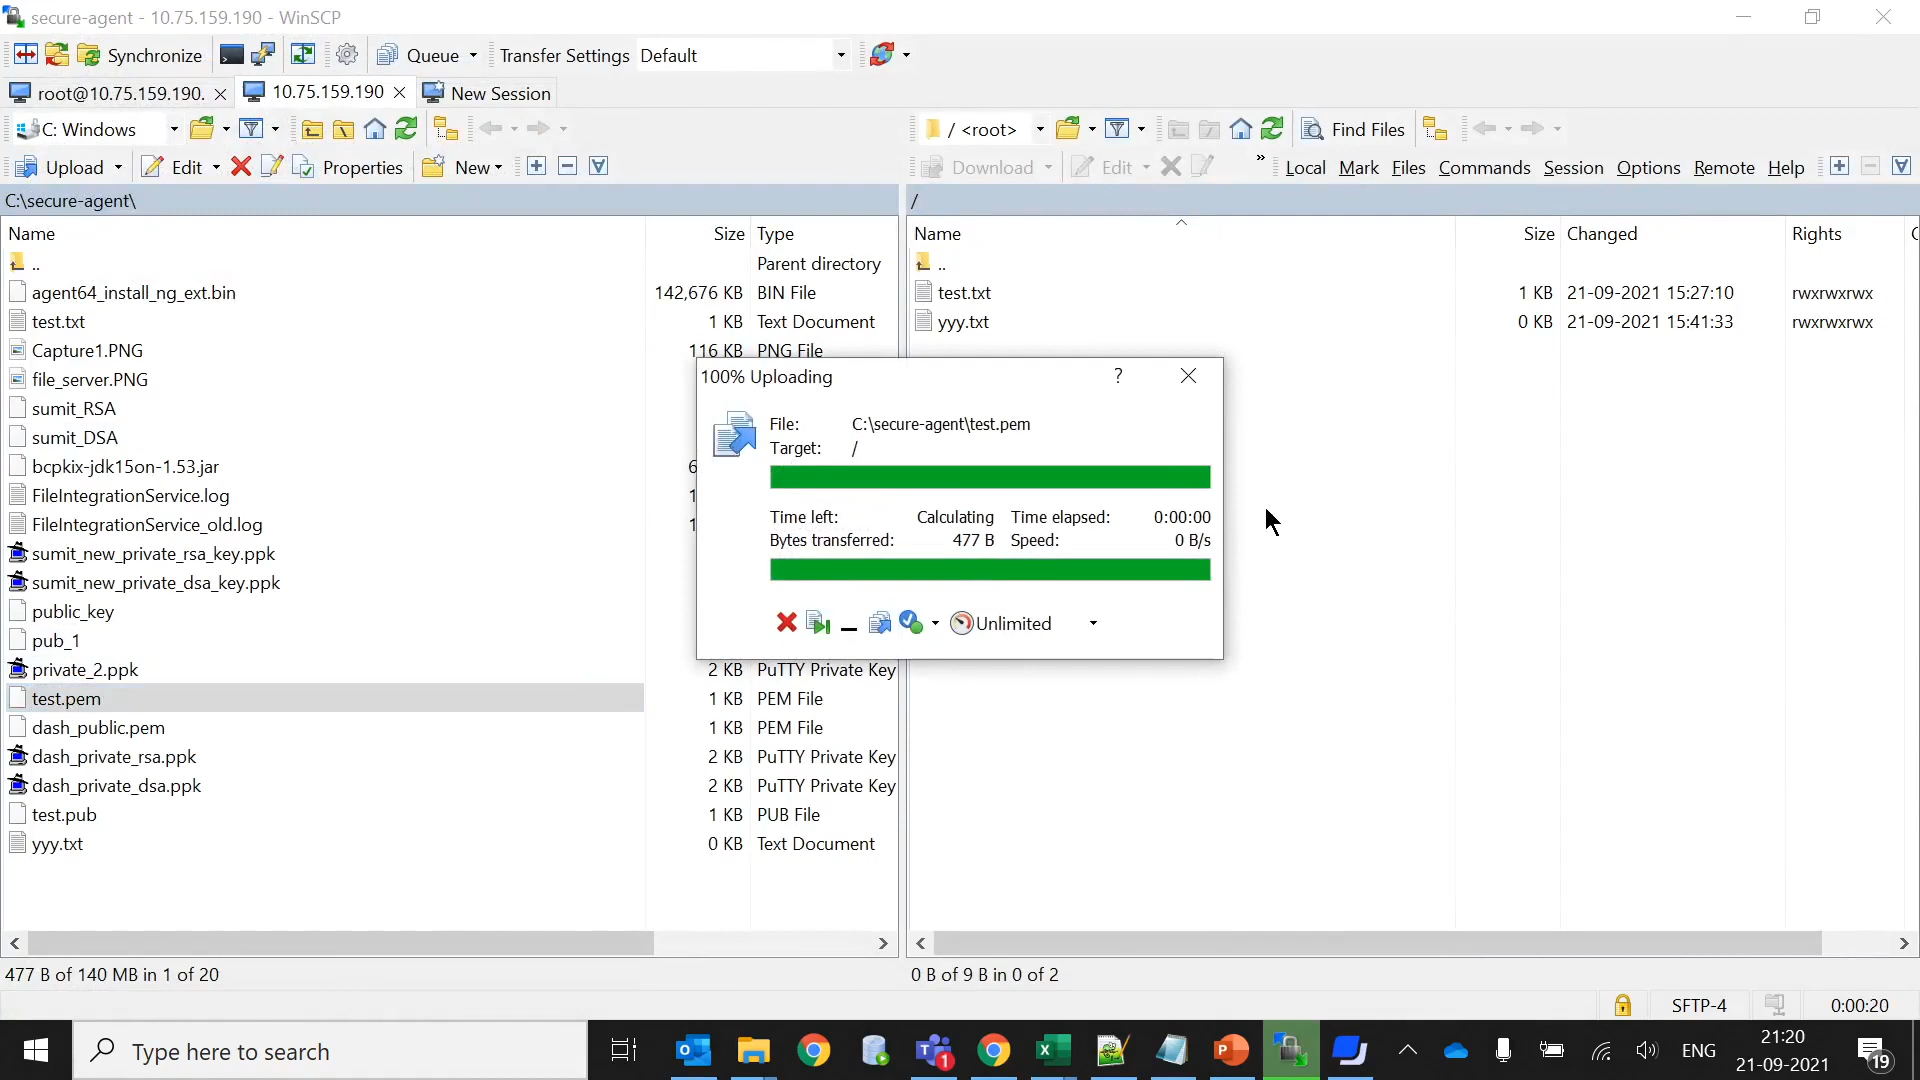 secure-agent - 10.75.159.190 - WinSCP
Synchronize
Queue
Transfer Settings Default
root@10.75.159.190.
10.75.159.190
New Session
C: Windows
/ <root>
Find Files
Upload
Edit
Properties
New
Download
Edit
»
Local Mark Files Commands Session Options Remote Help
C:\secure-agent\
/
Name Size Type
.. Parent directory
agent64_install_ng_ext.bin 142,676 KB BIN File
test.txt 1 KB Text Document
Capture1.PNG 116 KB PNG File
file_server.PNG
sumit_RSA
sumit_DSA
bcpkix-jdk15on-1.53.jar 6
FileIntegrationService.log 1
FileIntegrationService_old.log 1
sumit_new_private_rsa_key.ppk
sumit_new_private_dsa_key.ppk
public_key
pub_1
private_2.ppk 2 KB PuTTY Private Key
test.pem 1 KB PEM File
dash_public.pem 1 KB PEM File
dash_private_rsa.ppk 2 KB PuTTY Private Key
dash_private_dsa.ppk 2 KB PuTTY Private Key
test.pub 1 KB PUB File
yyy.txt 0 KB Text Document
Name Size Changed Rights
..
test.txt 1 KB 21-09-2021 15:27:10 rwxrwxrwx
yyy.txt 0 KB 21-09-2021 15:41:33 rwxrwxrwx
100% Uploading ?
File: C:\secure-agent\test.pem
Target: /
Time left: Calculating Time elapsed: 0:00:00
Bytes transferred: 477 B Speed: 0 B/s
Unlimited
477 B of 140 MB in 1 of 20
0 B of 9 B in 0 of 2
SFTP-4
0:00:20
Type here to search
1
ENG
21:20
21-09-2021
19